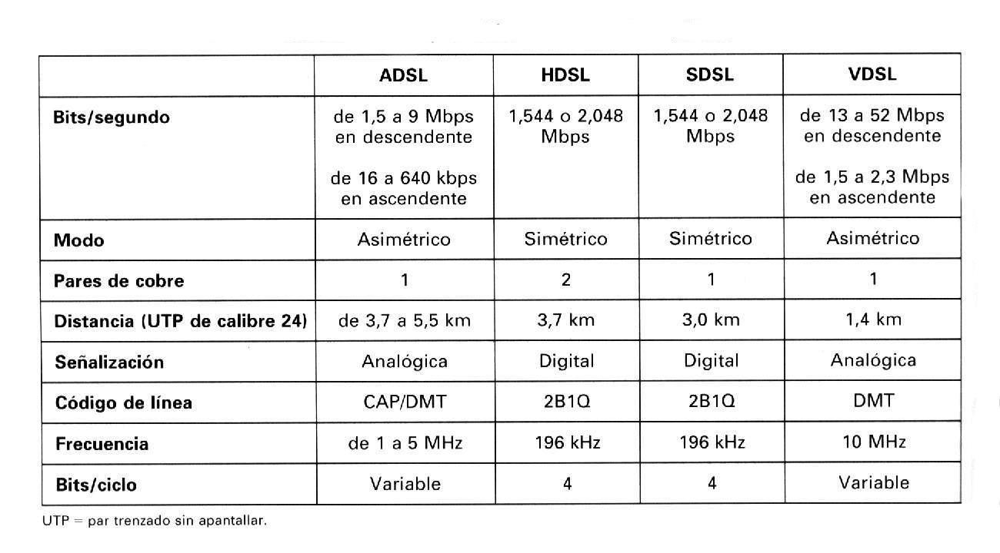 ADSL HDSL SDSL VDSL
Bits/segundo de 1,5 a 9 Mbps 1,544 o 2,048 1,544 o 2,048 de 13 a 52 Mbps
en descendente Mbps Mbps en descendente
de 16 a 640 kbps de 1,5 a 2,3 Mbps
en ascendente en ascendente
Modo Asimétrico Simétrico Simétrico Asimétrico
Pares de cobre 1 2 1 1
Distancia (UTP de calibre 24) de 3,7 a 5,5 km 3,7 km 3,0 km 1,4 km
Señalización Analógica Digital Digital Analógica
Código de línea CAP/DMT 2B1Q 2B1Q DMT
Frecuencia de 1 a 5 MHz 196 kHz 196 kHz 10 MHz
Bits/ciclo Variable 4 4 Variable
UTP = par trenzado sin apantallar.